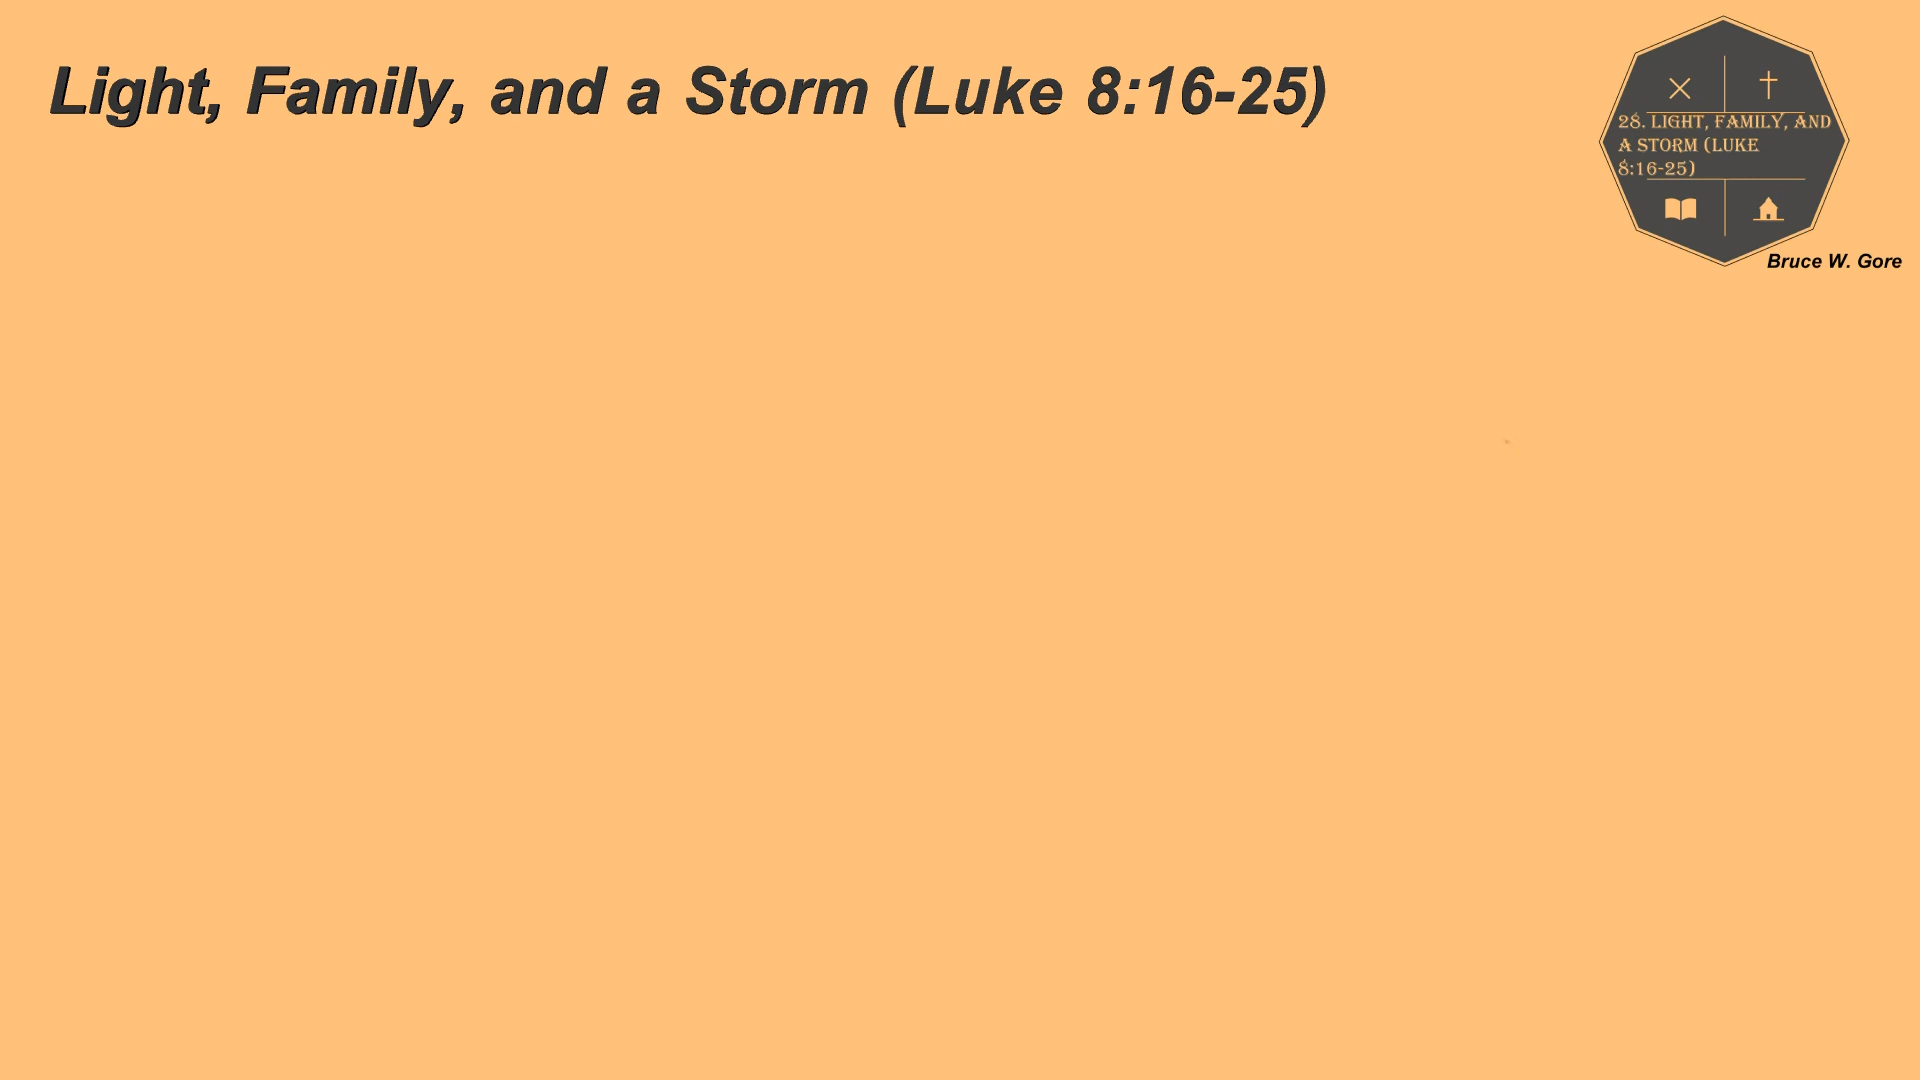 Light, Family, and a Storm (Luke 8:16-25)
28. LIGHT, FAMILY, AND
A STORM (LUKE
8:16-25)
Bruce W. Gore